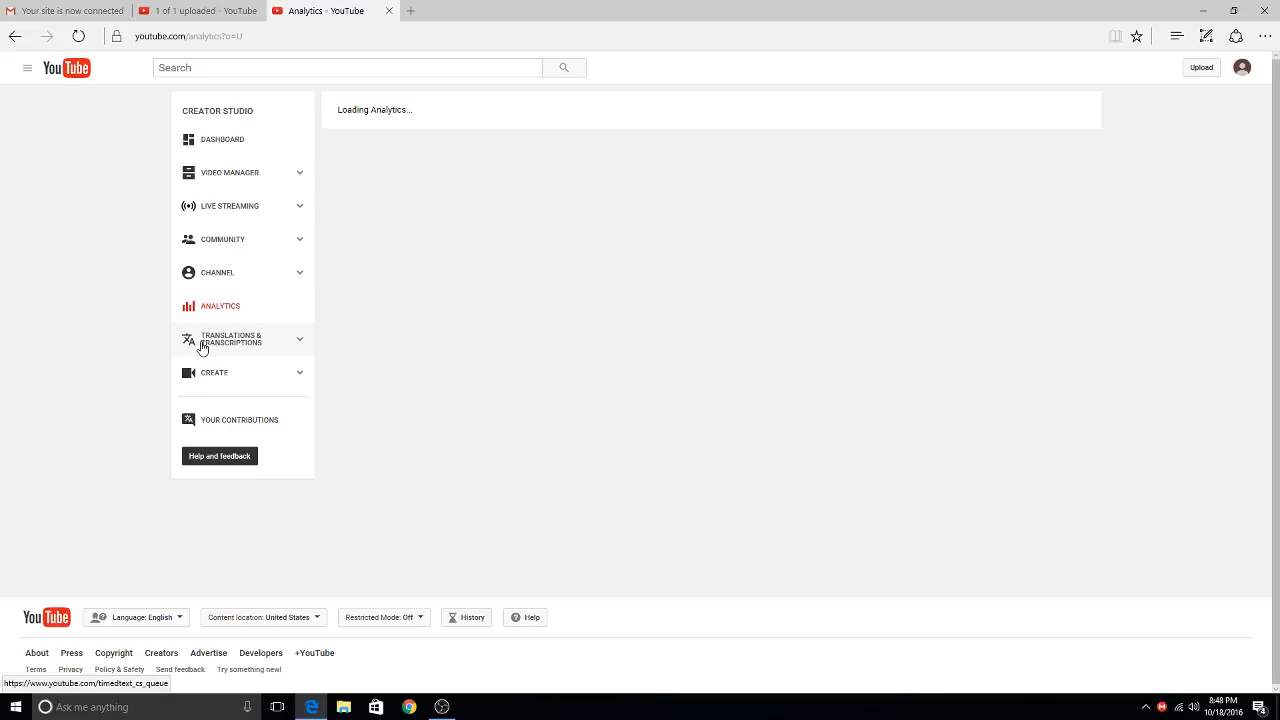 Your site is now connected
1 of 1 uploaded - YouTube
Analytics - YouTube
youtube.com/analytics?o=U
YouTube
Search
Upload
CREATOR STUDIO
Loading Analytics...
DASHBOARD
VIDEO MANAGER
LIVE STREAMING
COMMUNITY
CHANNEL
ANALYTICS
TRANSLATIONS &
TRANSCRIPTIONS
CREATE
YOUR CONTRIBUTIONS
Help and feedback
YouTube
Language: English
Content location: United States
Restricted Mode: Off
History
Help
About Press Copyright Creators Advertise Developers +YouTube
Terms Privacy Policy & Safety Send feedback Try something new!
https://www.youtube.com/timedtext_cs_queue
Ask me anything
8:48 PM
10/18/2016